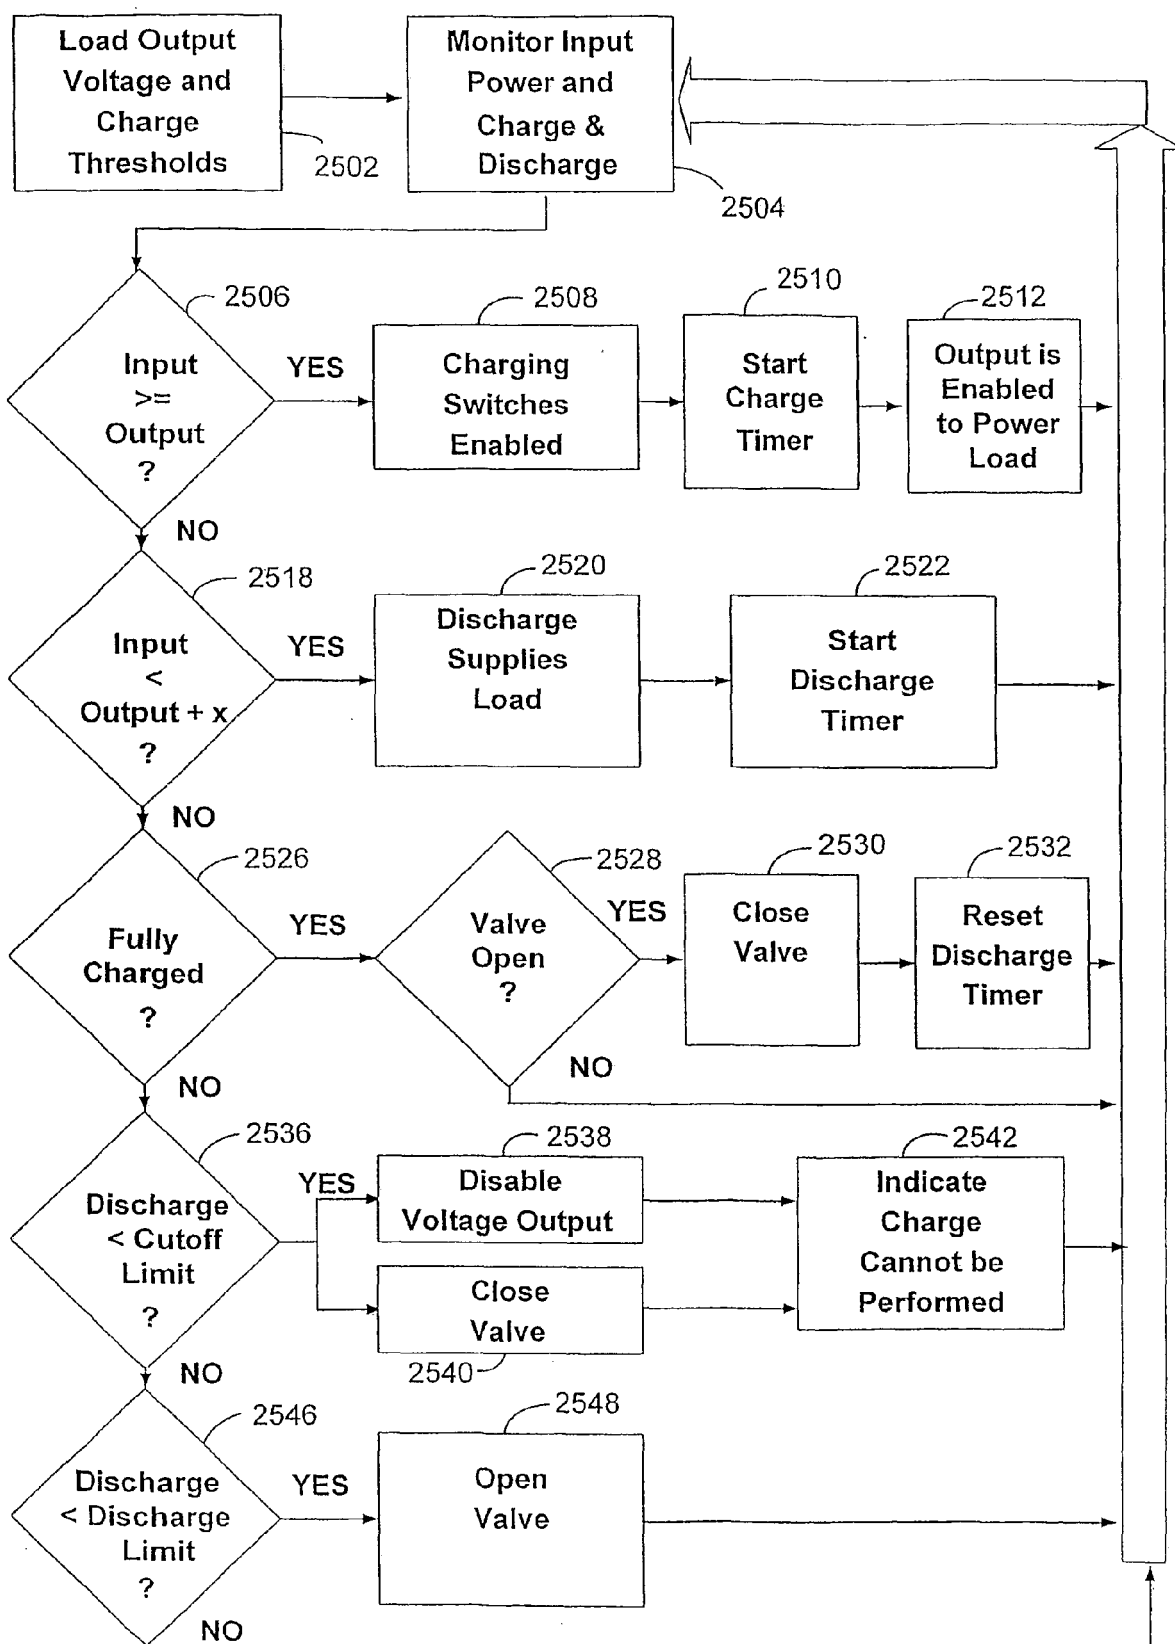 Load Output
Voltage and
Charge
Thresholds
2502
Monitor Input
Power and
Charge &
Discharge
2504
2506
Input
>=
Output
?
YES
NO
2508
Charging
Switches
Enabled
2510
Start
Charge
Timer
2512
Output is
Enabled
to Power
Load
2518
Input
<
Output + x
?
YES
NO
2520
Discharge
Supplies
Load
2522
Start
Discharge
Timer
2526
Fully
Charged
?
YES
NO
2528
Valve
Open
?
YES
NO
2530
Close
Valve
2532
Reset
Discharge
Timer
2536
Discharge
< Cutoff
Limit
?
YES
NO
2538
Disable
Voltage Output
Close
Valve
2540
2542
Indicate
Charge
Cannot be
Performed
2546
Discharge
< Discharge
Limit
?
YES
NO
2548
Open
Valve